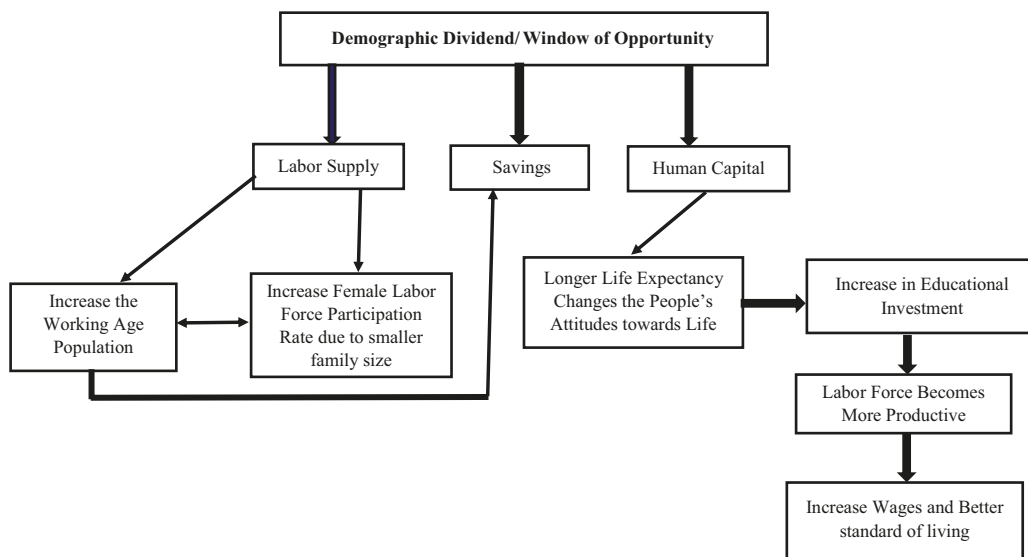 Demographic Dividend/ Window of Opportunity
Labor Supply
Savings
Human Capital
Increase the
Working Age
Population
Increase Female Labor
Force Participation
Rate due to smaller
family size
Longer Life Expectancy
Changes the People’s
Attitudes towards Life
Increase in Educational
Investment
Labor Force Becomes
More Productive
Increase Wages and Better
standard of living